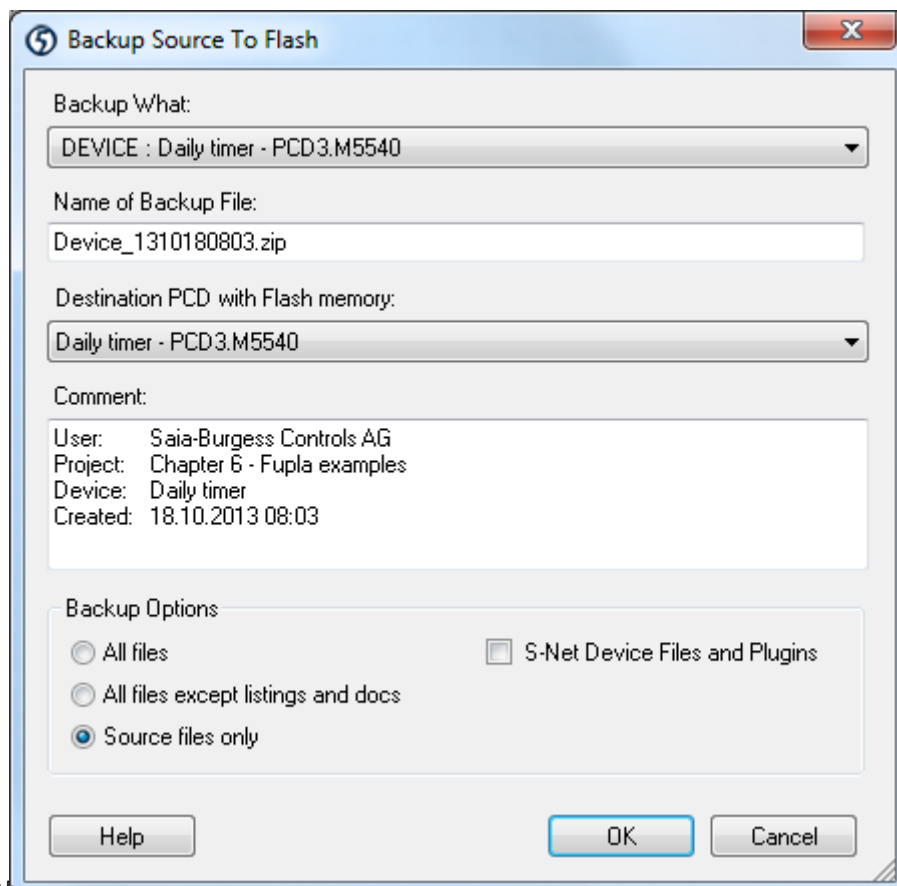 Backup Source To Flash
Backup What:
DEVICE : Daily timer - PCD3.M5540
Name of Backup File:
Device_1310180803.zip
Destination PCD with Flash memory:
Daily timer - PCD3.M5540
Comment:
User: Saia-Burgess Controls AG
Project: Chapter 6 - Fupla examples
Device: Daily timer
Created: 18.10.2013 08:03
Backup Options
All files
S-Net Device Files and Plugins
All files except listings and docs
Source files only
Help
OK
Cancel